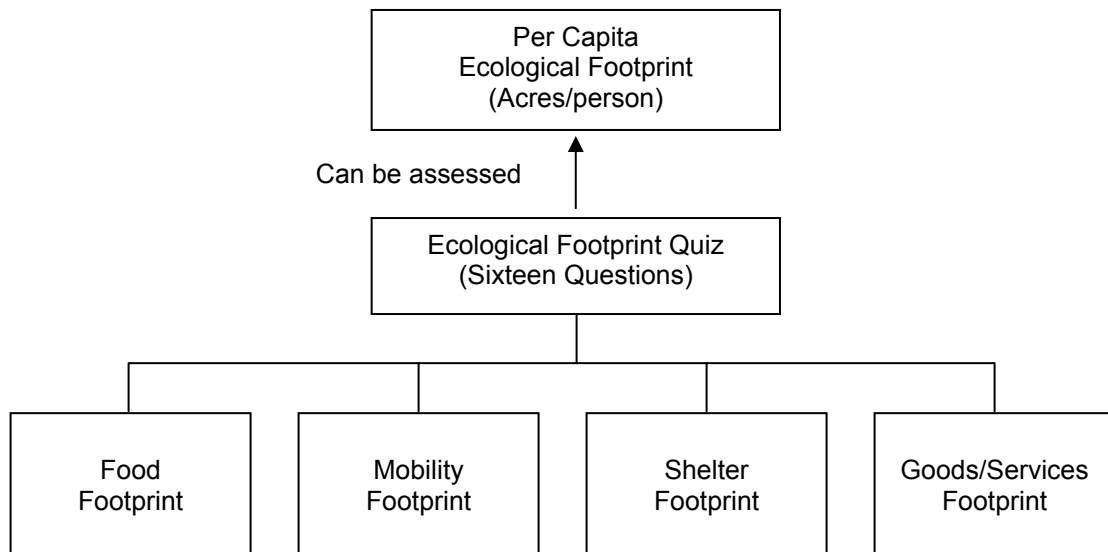 Per Capita
Ecological Footprint
(Acres/person)
Can be assessed
Ecological Footprint Quiz
(Sixteen Questions)
Food
Footprint
Mobility
Footprint
Shelter
Footprint
Goods/Services
Footprint